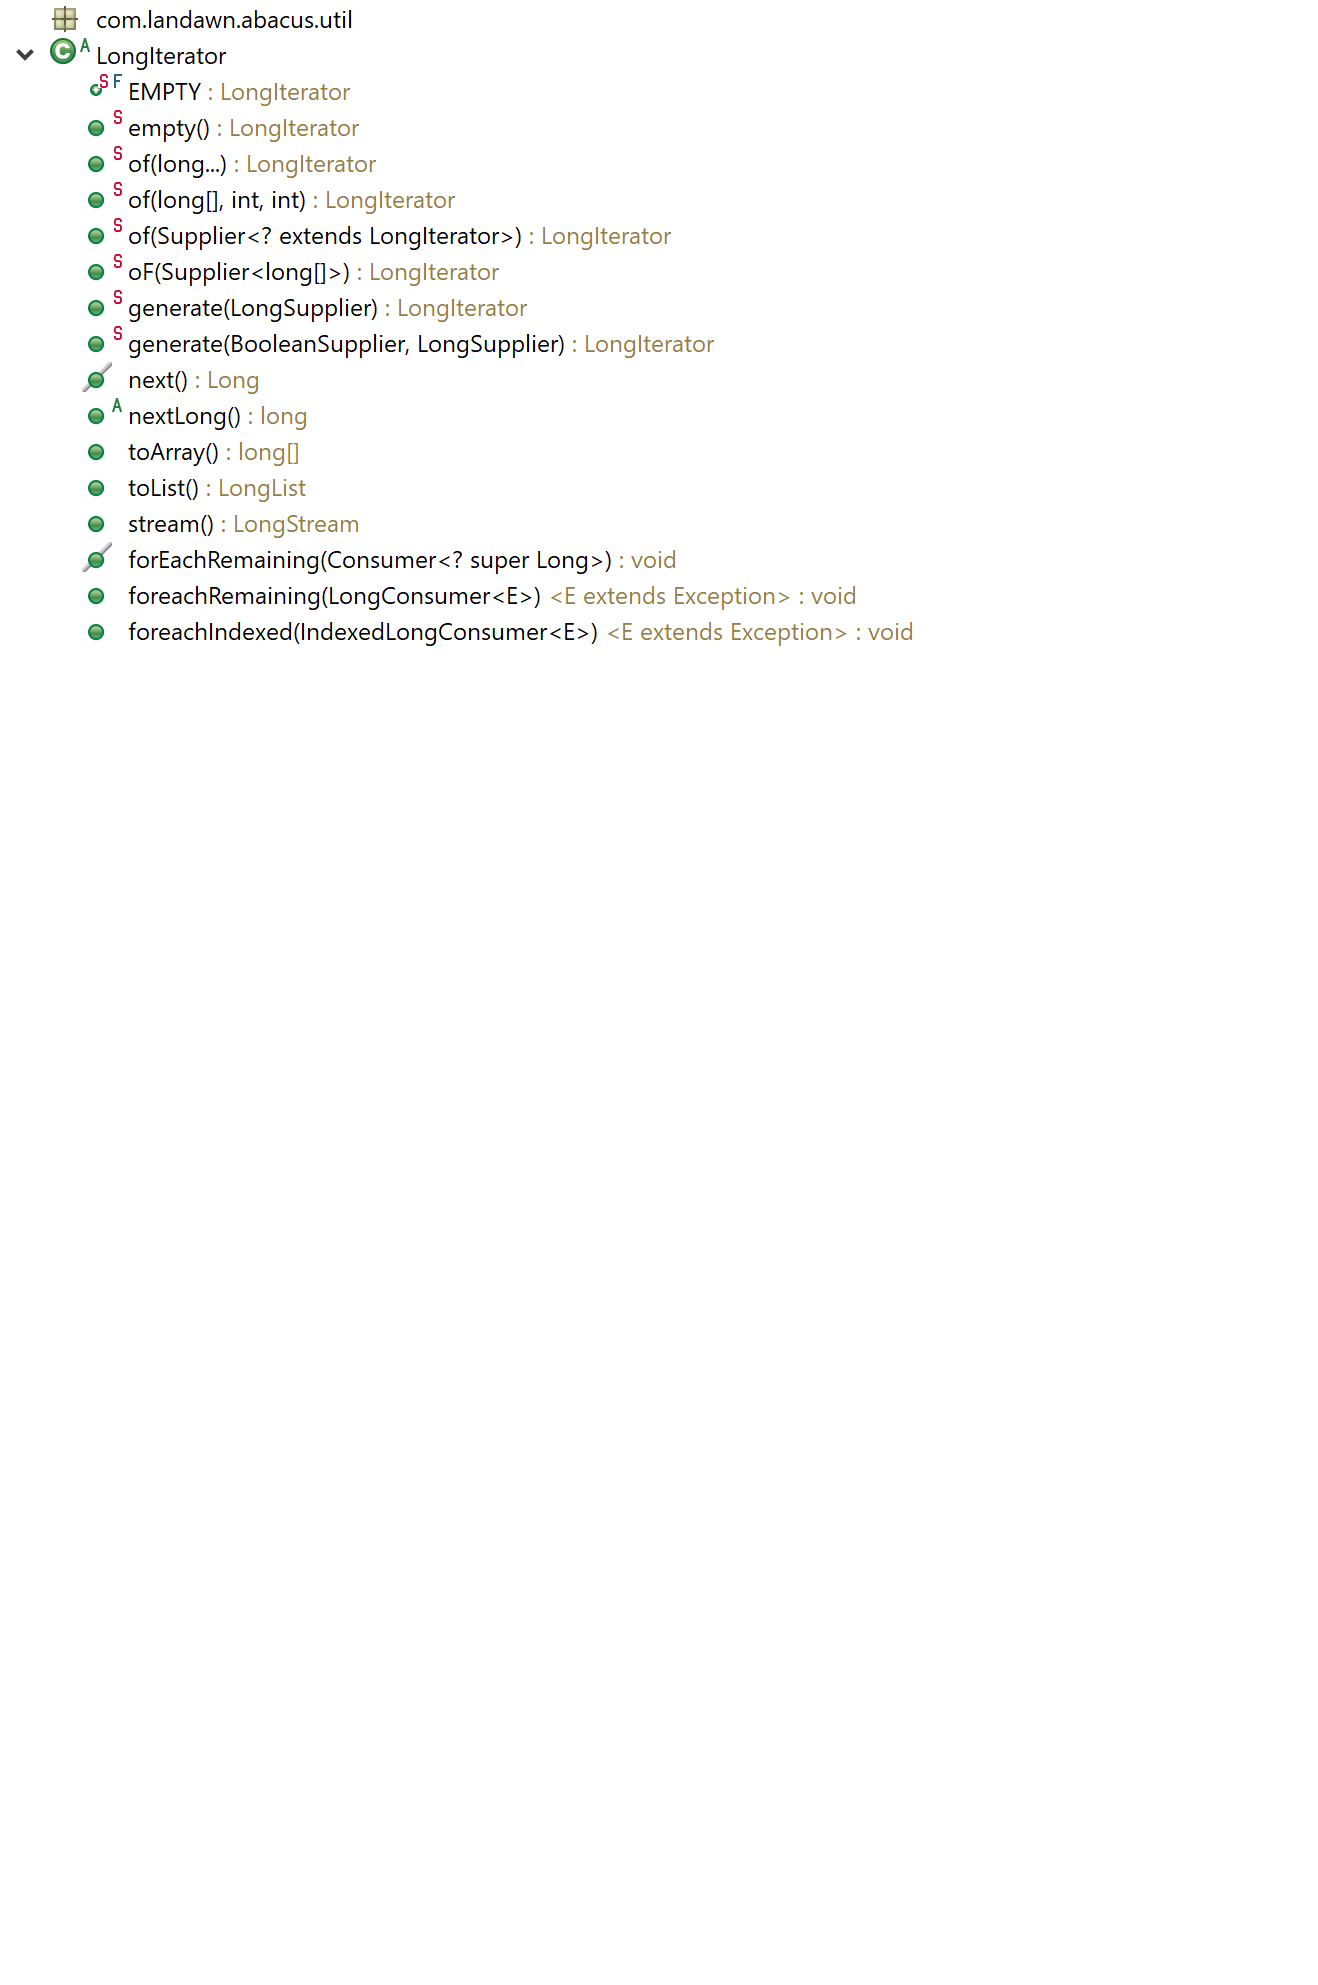 com.landawn.abacus.util
C A LongIterator
S F EMPTY : LongIterator
S empty() : LongIterator
S of(long...) : LongIterator
S of(long[], int, int) : LongIterator
S of(Supplier<? extends LongIterator>) : LongIterator
S oF(Supplier<long[]>) : LongIterator
S generate(LongSupplier) : LongIterator
S generate(BooleanSupplier, LongSupplier) : LongIterator
next() : Long
A nextLong() : long
toArray() : long[]
toList() : LongList
stream() : LongStream
forEachRemaining(Consumer<? super Long>) : void
foreachRemaining(LongConsumer<E>) <E extends Exception> : void
foreachIndexed(IndexedLongConsumer<E>) <E extends Exception> : void